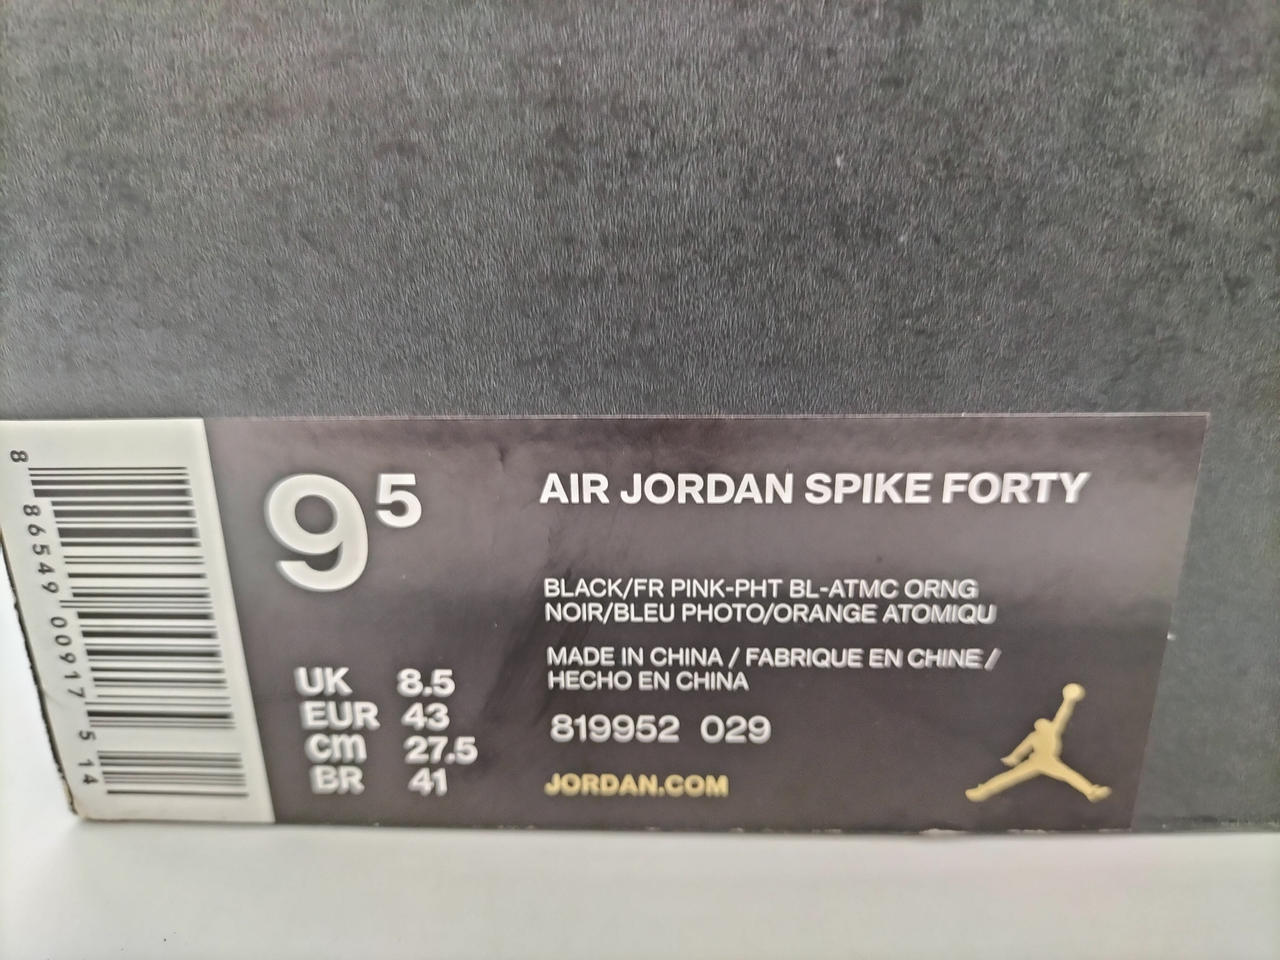 8 86549 00917 5 14
9 5
AIR JORDAN SPIKE FORTY
BLACK/FR PINK-PHT BL-ATMC ORNG
NOIR/BLEU PHOTO/ORANGE ATOMIQU
MADE IN CHINA / FABRIQUE EN CHINE /
HECHO EN CHINA
UK 8.5
EUR 43
cm 27.5
BR 41
819952 029
JORDAN.COM